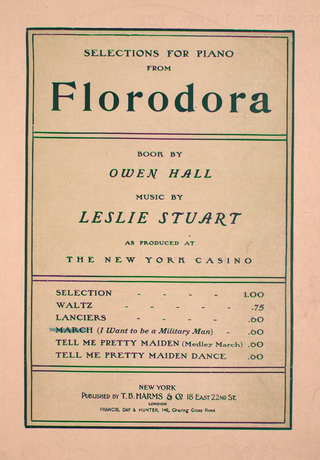 SELECTIONS FOR PIANO
FROM
Florodora
BOOK BY
OWEN HALL
MUSIC BY
LESLIE STUART
AS PRODUCED AT
THE NEW YORK CASINO
SELECTION - - - - 1.00
WALTZ - - - - .75
LANCIERS - - - - .60
MARCH (I Want to be a Military Man) - .60
TELL ME PRETTY MAIDEN (Medley March) .60
TELL ME PRETTY MAIDEN DANCE .60
NEW YORK
PUBLISHED BY T. B. HARMS & Co 18 EAST 22ND ST.
LONDON
FRANCIS, DAY & HUNTER, 142, Charing Cross Road